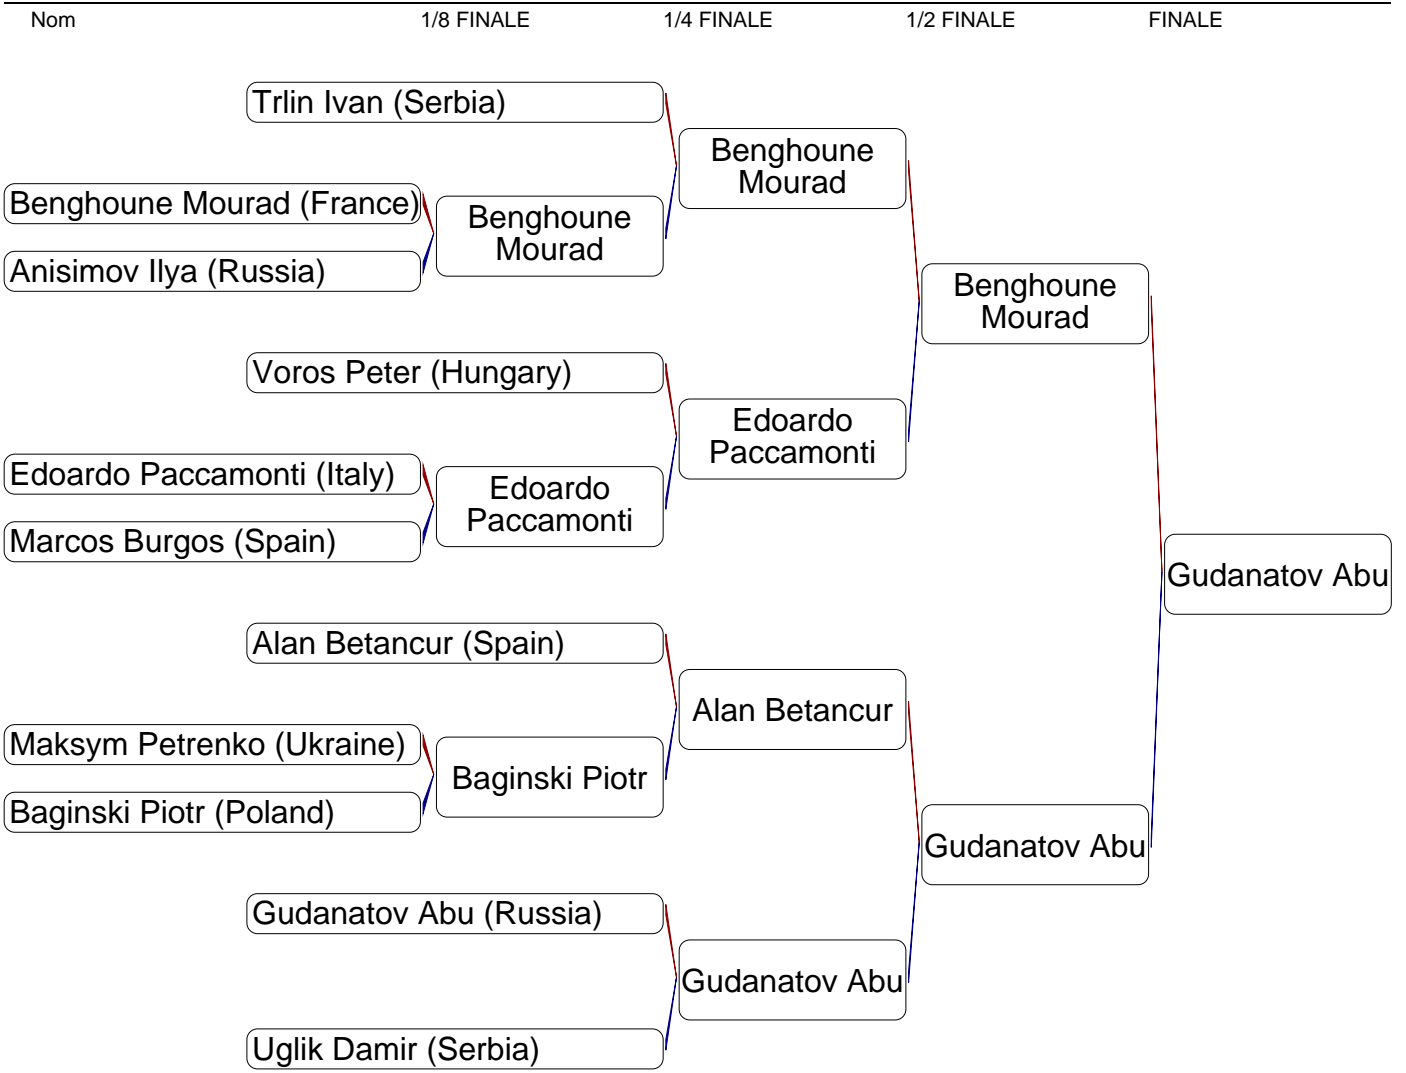 Nom 1/8 FINALE 1/4 FINALE 1/2 FINALE FINALE
Trlin Ivan (Serbia)
Benghoune
Mourad
Benghoune Mourad (France)
Benghoune
Mourad
Anisimov Ilya (Russia)
Benghoune
Mourad
Voros Peter (Hungary)
Edoardo
Paccamonti
Edoardo Paccamonti (Italy)
Edoardo
Paccamonti
Marcos Burgos (Spain)
Gudanatov Abu
Alan Betancur (Spain)
Alan Betancur
Maksym Petrenko (Ukraine)
Baginski Piotr
Baginski Piotr (Poland)
Gudanatov Abu
Gudanatov Abu (Russia)
Gudanatov Abu
Uglik Damir (Serbia)